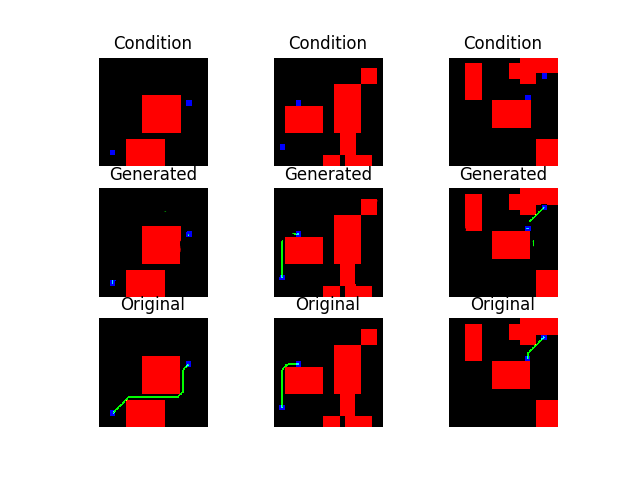 Condition Condition Condition
Generated Generated Generated
Original Original Original